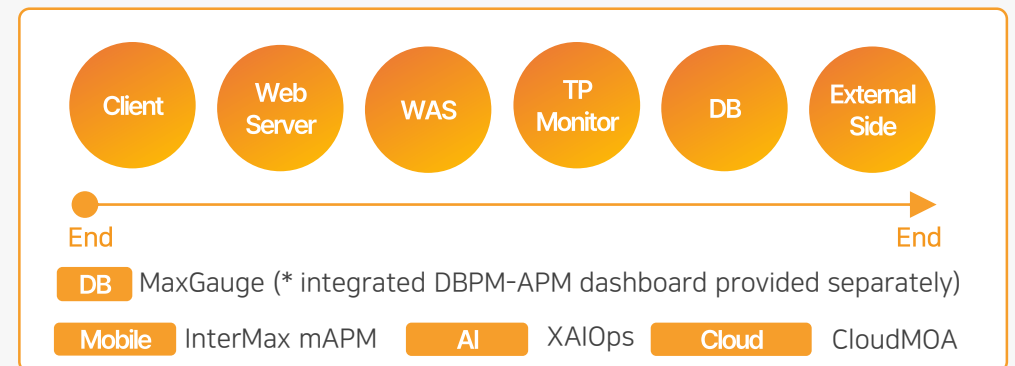 Client
Web
Server
WAS
TP
Monitor
DB
External
Side
End
End
DB MaxGauge (* integrated DBPM-APM dashboard provided separately)
Mobile InterMax mAPM AI XAIOps Cloud CloudMOA